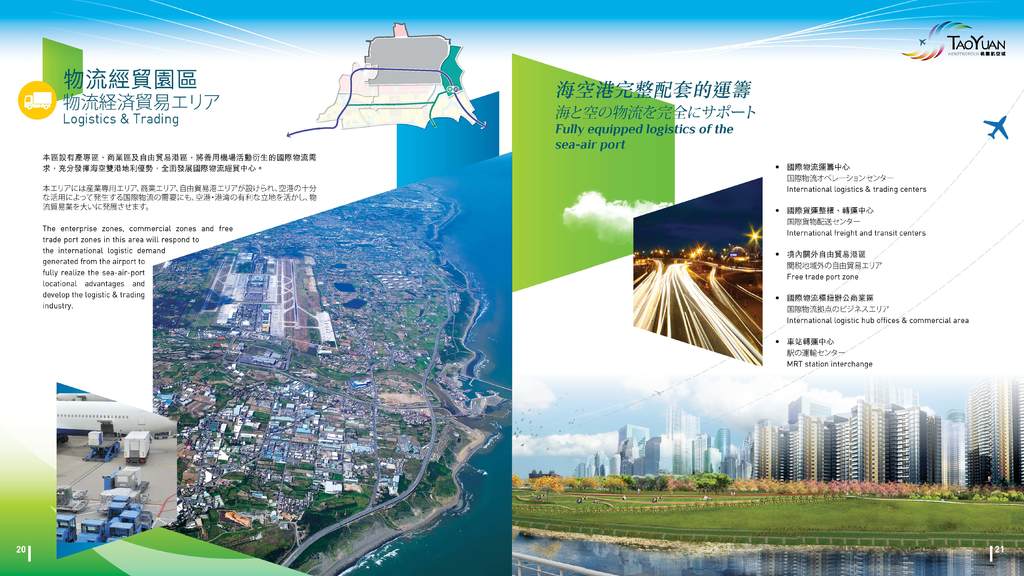 物流經貿園區
物流経済貿易エリア
Logistics & Trading
本區設有產專區、商業區及自由貿易港區,將善用機場活動衍生的國際物流需
求,充分發揮海空雙港地利優勢,全面發展國際物流經貿中心。
本エリアには産業専用エリア、商業エリア、自由貿易港エリアが設けられ、空港の十分
な活用によって発生する国際物流の需要にも、空港・港湾の有利な立地を活かし、物
流貿易業を大いに発展させます。
The enterprise zones, commercial zones and free
trade port zones in this area will respond to
the international logistic demand
generated from the airport to
fully realize the sea-air-port
locational advantages and
develop the logistic & trading
industry.
20
TAOYUAN
AEROTROPOLIS 桃園航空城
海空港完整配套的運籌
海と空の物流を完全にサポート
Fully equipped logistics of the
sea-air port
• 國際物流運籌中心
国際物流オペレーションセンター
International logistics & trading centers
• 國際貨運整櫃、轉運中心
国際貨物配送センター
International freight and transit centers
• 境內關外自由貿易港區
関税地域外の自由貿易エリア
Free trade port zone
• 國際物流樞紐辦公商業區
国際物流拠点のビジネスエリア
International logistic hub offices & commercial area
• 車站轉運中心
駅の運輸センター
MRT station interchange
21